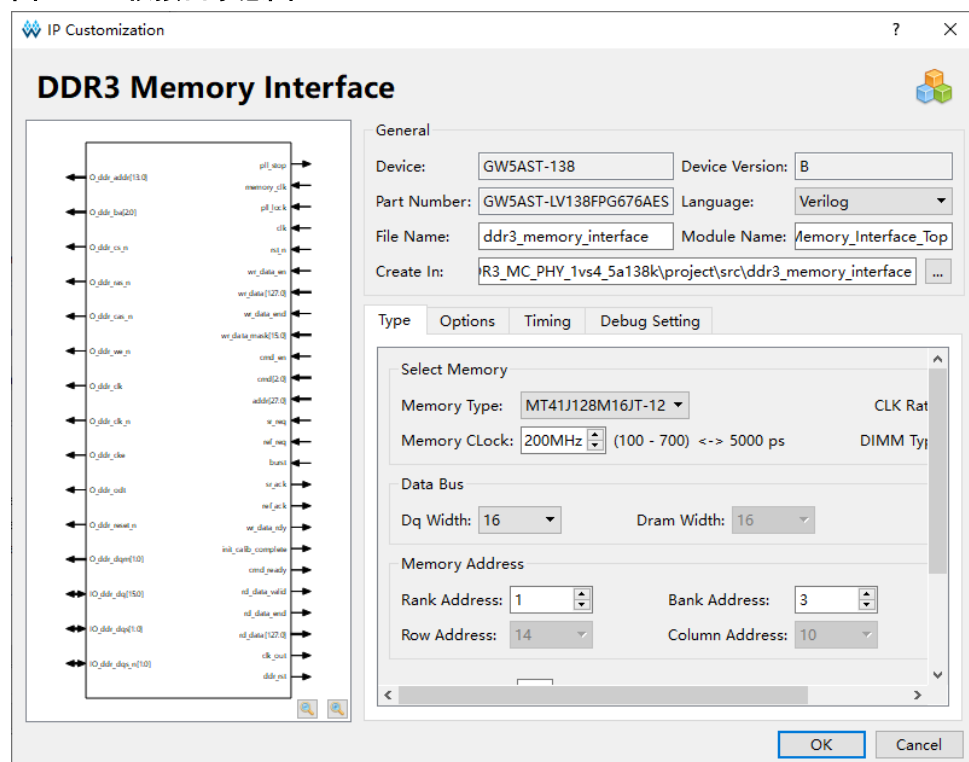 IP Customization
DDR3 Memory Interface
O_ddr_addr[13:0]
O_ddr_ba[2:0]
O_ddr_cs_n
O_ddr_ras_n
O_ddr_cas_n
O_ddr_we_n
O_ddr_clk
O_ddr_clk_n
O_ddr_cke
O_ddr_odt
O_ddr_reset_n
O_ddr_dqm[1:0]
IO_ddr_dq[15:0]
IO_ddr_dqs[1:0]
IO_ddr_dqs_n[1:0]
pll_stop
memory_clk
pll_lock
clk
rst_n
wr_data_en
wr_data[127:0]
wr_data_end
wr_data_mask[15:0]
cmd_en
cmd[2:0]
addr[27:0]
sr_req
ref_req
burst
sr_ack
ref_ack
wr_data_rdy
init_calib_complete
cmd_ready
rd_data_valid
rd_data_end
rd_data[127:0]
clk_out
ddr_rst
General
Device: GW5AST-138 Device Version: B
Part Number: GW5AST-LV138FPG676AES Language: Verilog
File Name: ddr3_memory_interface Module Name: Memory_Interface_Top
Create In: DR3_MC_PHY_1vs4_5a138k\project\src\ddr3_memory_interface ...
Type Options Timing Debug Setting
Select Memory
Memory Type: MT41J128M16JT-12 CLK Rat
Memory CLock: 200MHz (100 - 700) <-> 5000 ps DIMM Typ
Data Bus
Dq Width: 16 Dram Width: 16
Memory Address
Rank Address: 1 Bank Address: 3
Row Address: 14 Column Address: 10
OK Cancel